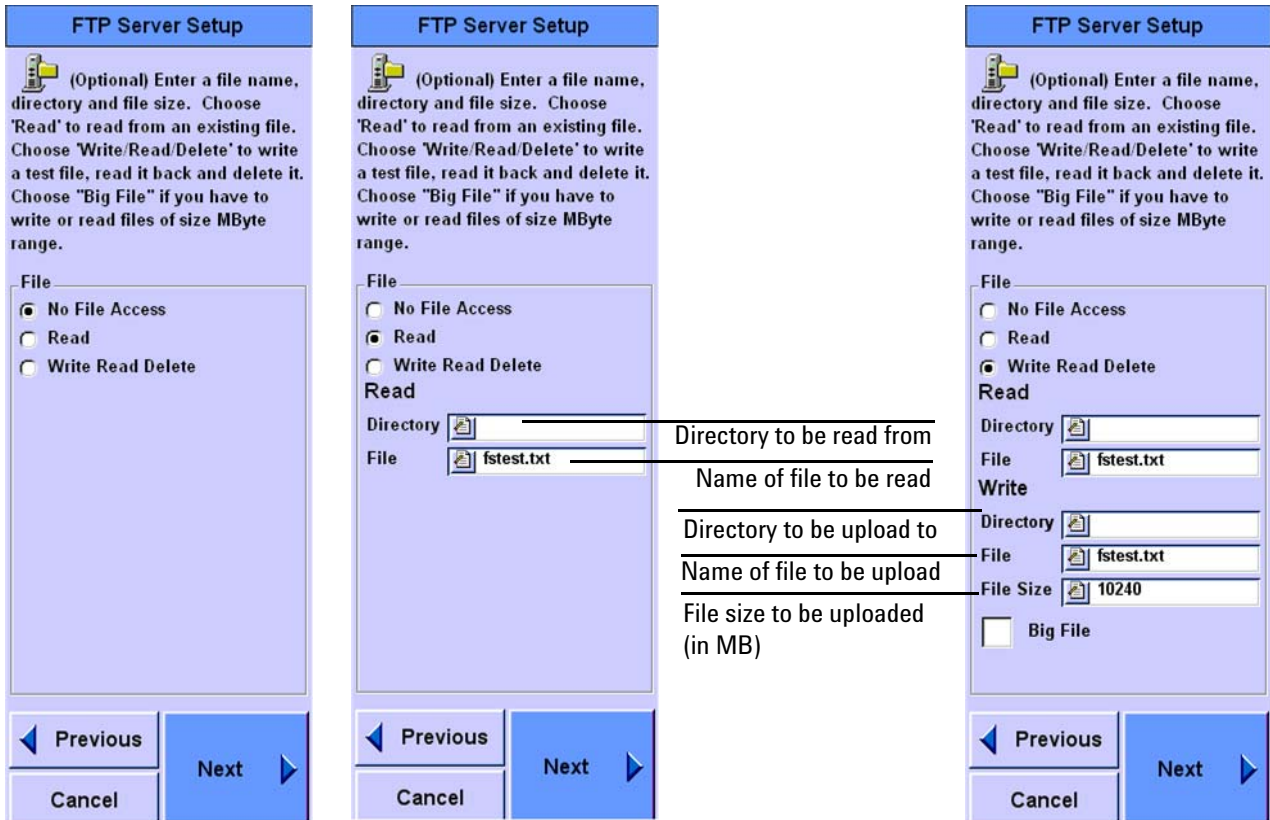 FTP Server Setup
(Optional) Enter a file name,
directory and file size. Choose
'Read' to read from an existing file.
Choose 'Write/Read/Delete' to write
a test file, read it back and delete it.
Choose "Big File" if you have to
write or read files of size MByte
range.
File
No File Access
Read
Write Read Delete
Previous
Next
Cancel
FTP Server Setup
(Optional) Enter a file name,
directory and file size. Choose
'Read' to read from an existing file.
Choose 'Write/Read/Delete' to write
a test file, read it back and delete it.
Choose "Big File" if you have to
write or read files of size MByte
range.
File
No File Access
Read
Write Read Delete
Read
Directory
File fstest.txt
Previous
Next
Cancel
Directory to be read from
Name of file to be read
Directory to be upload to
Name of file to be upload
File size to be uploaded
(in MB)
FTP Server Setup
(Optional) Enter a file name,
directory and file size. Choose
'Read' to read from an existing file.
Choose 'Write/Read/Delete' to write
a test file, read it back and delete it.
Choose "Big File" if you have to
write or read files of size MByte
range.
File
No File Access
Read
Write Read Delete
Read
Directory
File fstest.txt
Write
Directory
File fstest.txt
File Size 10240
Big File
Previous
Next
Cancel